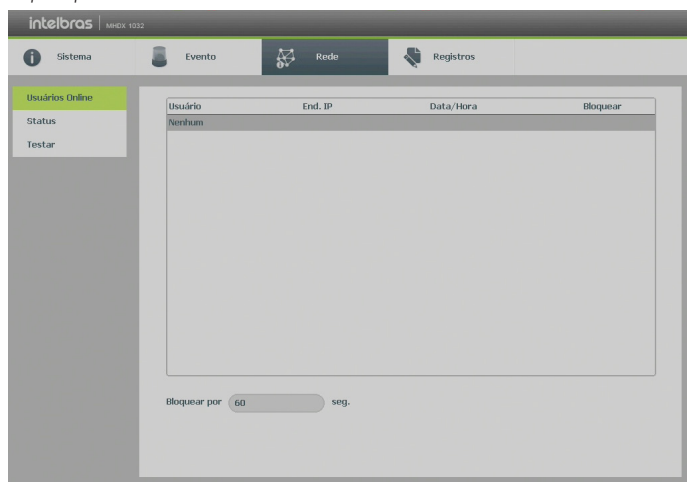 intelbras | MHDX 1032
Sistema
Evento
Rede
Registros
Usuários Online
Status
Testar
Usuário End. IP Data/Hora Bloquear
Nenhum
Bloquear por 60 seg.